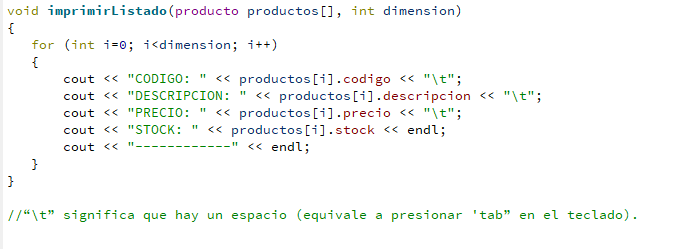 void imprimirListado(producto productos[], int dimension)
{
   for (int i=0; i<dimension; i++)
   {
       cout << "CODIGO: " << productos[i].codigo << "\t";
       cout << "DESCRIPCION: " << productos[i].descripcion << "\t";
       cout << "PRECIO: " << productos[i].precio << "\t";
       cout << "STOCK: " << productos[i].stock << endl;
       cout << "------------" << endl;
   }
}

//“\t” significa que hay un espacio (equivale a presionar 'tab” en el teclado).